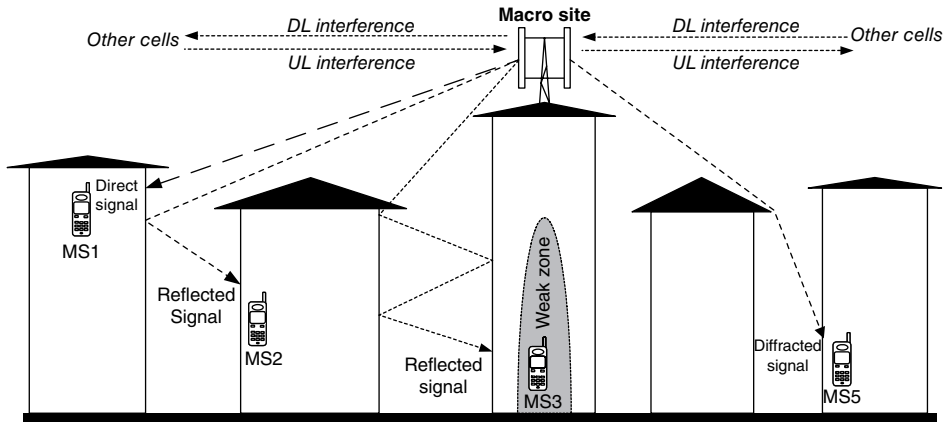 Macro site
Other cells
DL interference
UL interference
DL interference
UL interference
Other cells
Direct
signal
MS1
Reflected
Signal
MS2
Reflected
signal
Weak zone
MS3
Diffracted
signal
MS5